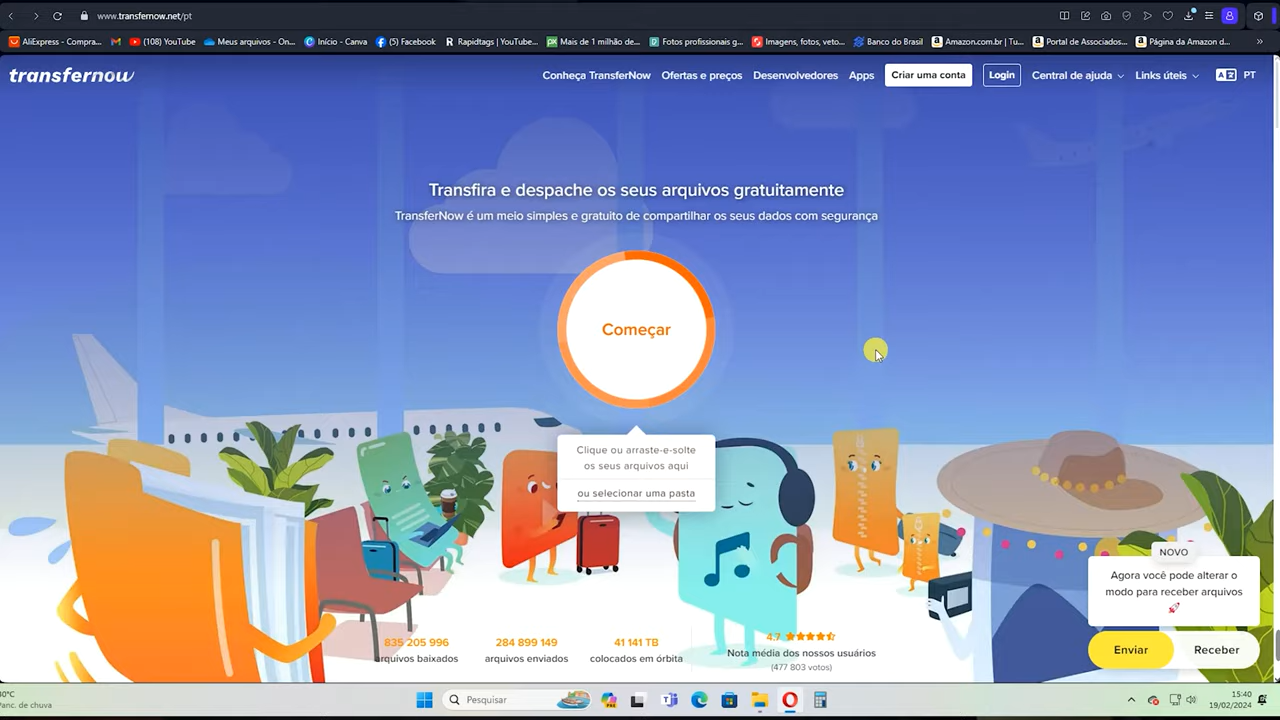 www.transfernow.net/pt
AliExpress - Compra...
(108) YouTube
Meus arquivos - On...
Início - Canva
(5) Facebook
Rapidtags | YouTube...
Mais de 1 milhão de...
Fotos profissionais g...
Imagens, fotos, veto...
Banco do Brasil
Amazon.com.br | Tu...
Portal de Associados...
Página da Amazon d...
transfernow
Conheça TransferNow
Ofertas e preços
Desenvolvedores
Apps
Criar uma conta
Login
Central de ajuda
Links úteis
PT
Transfira e despache os seus arquivos gratuitamente
TransferNow é um meio simples e gratuito de compartilhar os seus dados com segurança
Começar
Clique ou arraste-e-solte
os seus arquivos aqui
ou selecionar uma pasta
NOVO
Agora você pode alterar o
modo para receber arquivos
Enviar
Receber
835 205 996
arquivos baixados
284 899 149
arquivos enviados
41 141 TB
colocados em órbita
4.7
Nota média dos nossos usuários
(477 803 votos)
Panc. de chuva
Pesquisar
15:40
19/02/2024